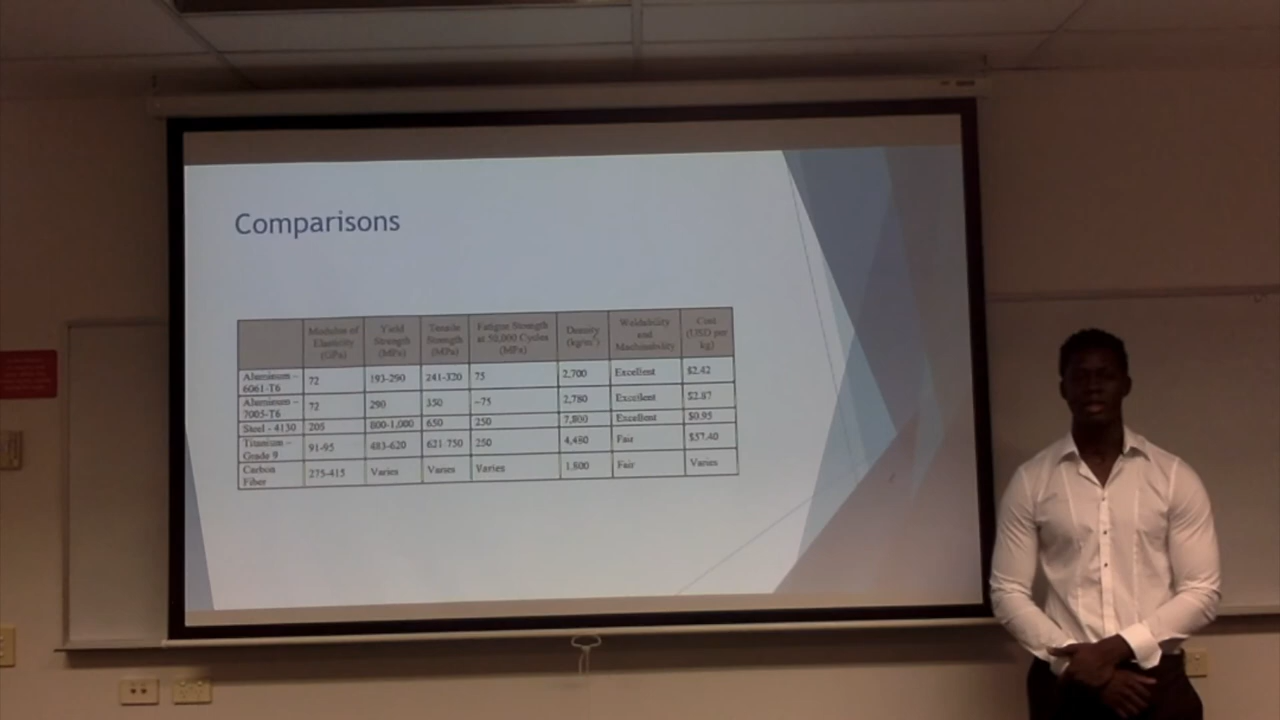 Comparisons
Modulus of Elasticity (GPa) Yield Strength (MPa) Tensile Strength (MPa) Fatigue Strength at 50,000 Cycles (MPa) Density (kg/m³) Weldability and Machinability Cost (USD per kg)
Aluminum – 6061-T6 72 193-290 241-320 75 2,700 Excellent $2.42
Aluminum – 7005-T6 72 290 350 ~75 2,780 Excellent $2.87
Steel - 4130 205 800-1,000 650 250 7,800 Excellent $0.95
Titanium – Grade 9 91-95 483-620 621-750 250 4,480 Fair $57.40
Carbon Fiber 275-415 Varies Varies Varies 1,800 Fair Varies